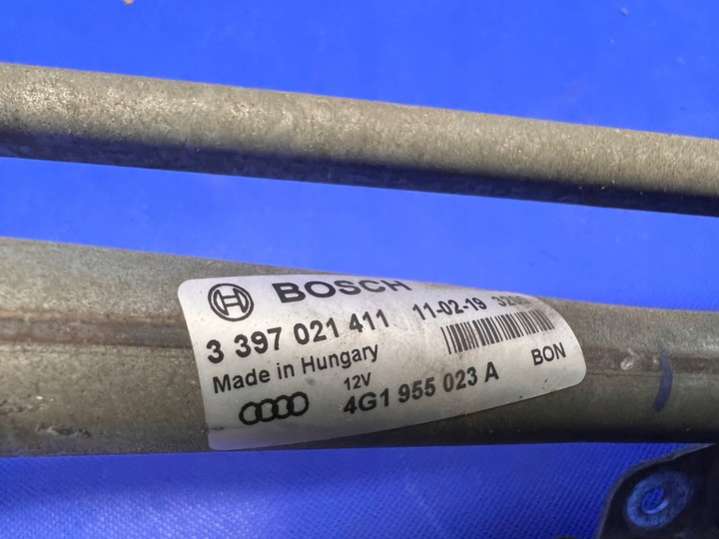 BOSCH 11-02-19
3 397 021 411
Made in Hungary
12V BON
4G1 955 023 A